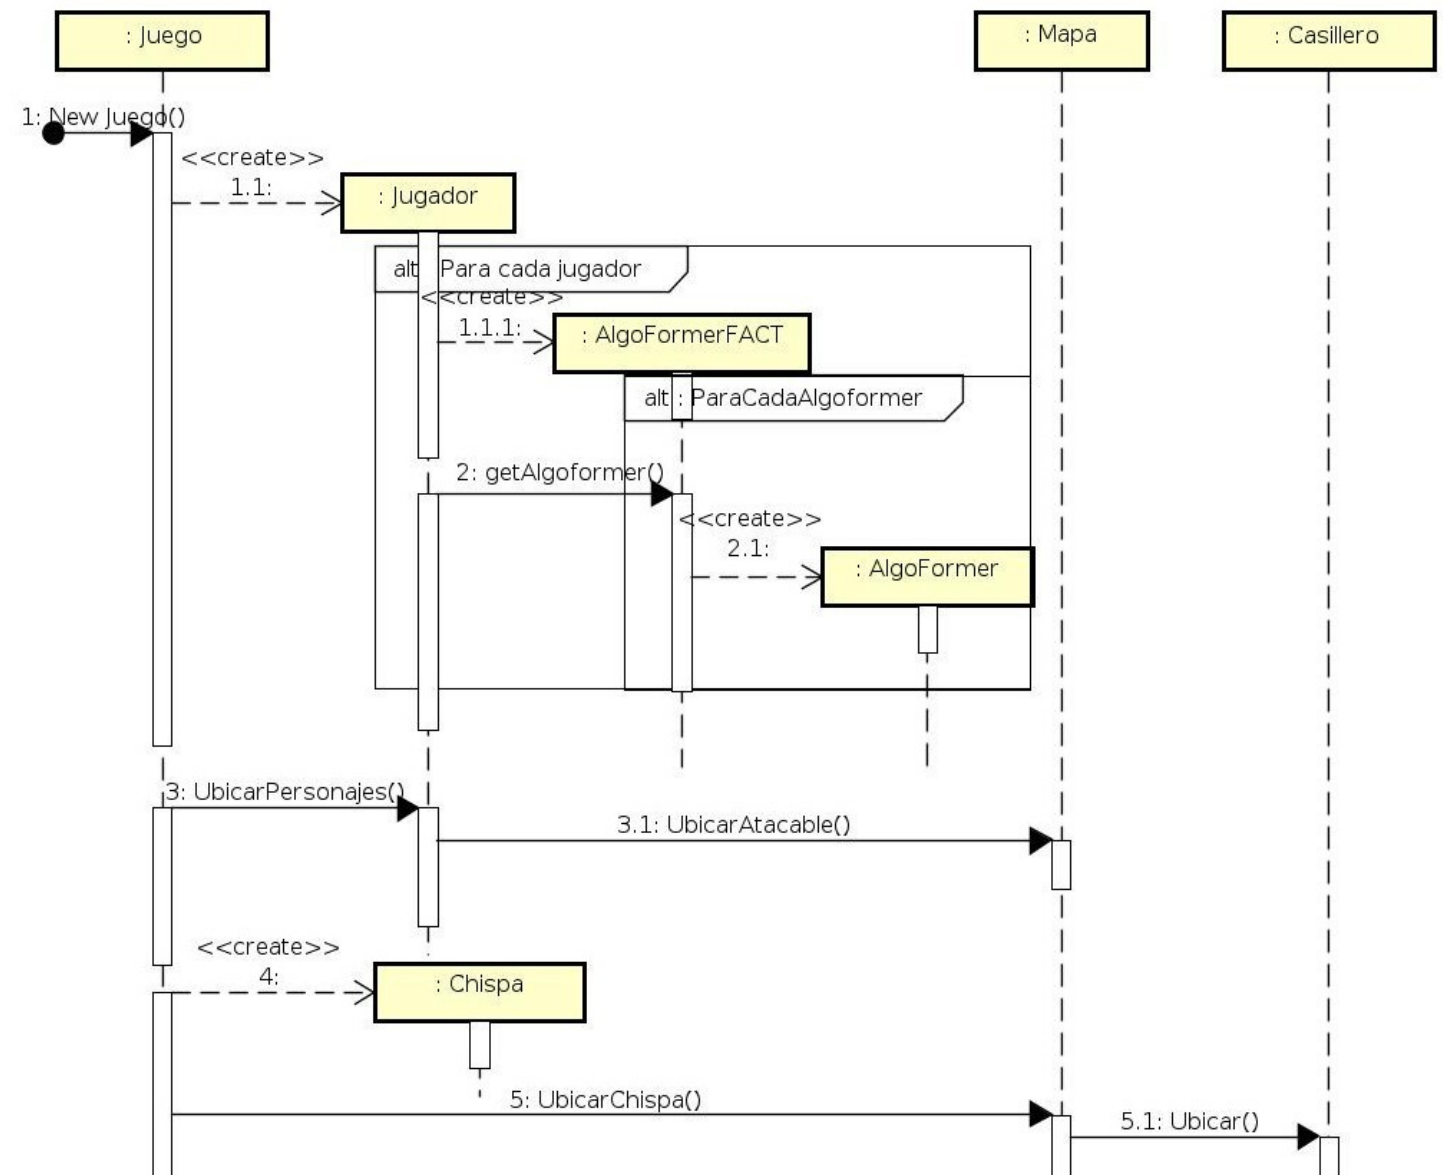 : Juego
: Mapa
: Casillero
1: New Juego()
<<create>>
1.1:
: Jugador
alt : Para cada jugador
<<create>>
1.1.1:
: AlgoFormerFACT
alt : ParaCadaAlgoformer
2: getAlgoformer()
<<create>>
2.1:
: AlgoFormer
3: UbicarPersonajes()
3.1: UbicarAtacable()
<<create>>
4:
: Chispa
5: UbicarChispa()
5.1: Ubicar()